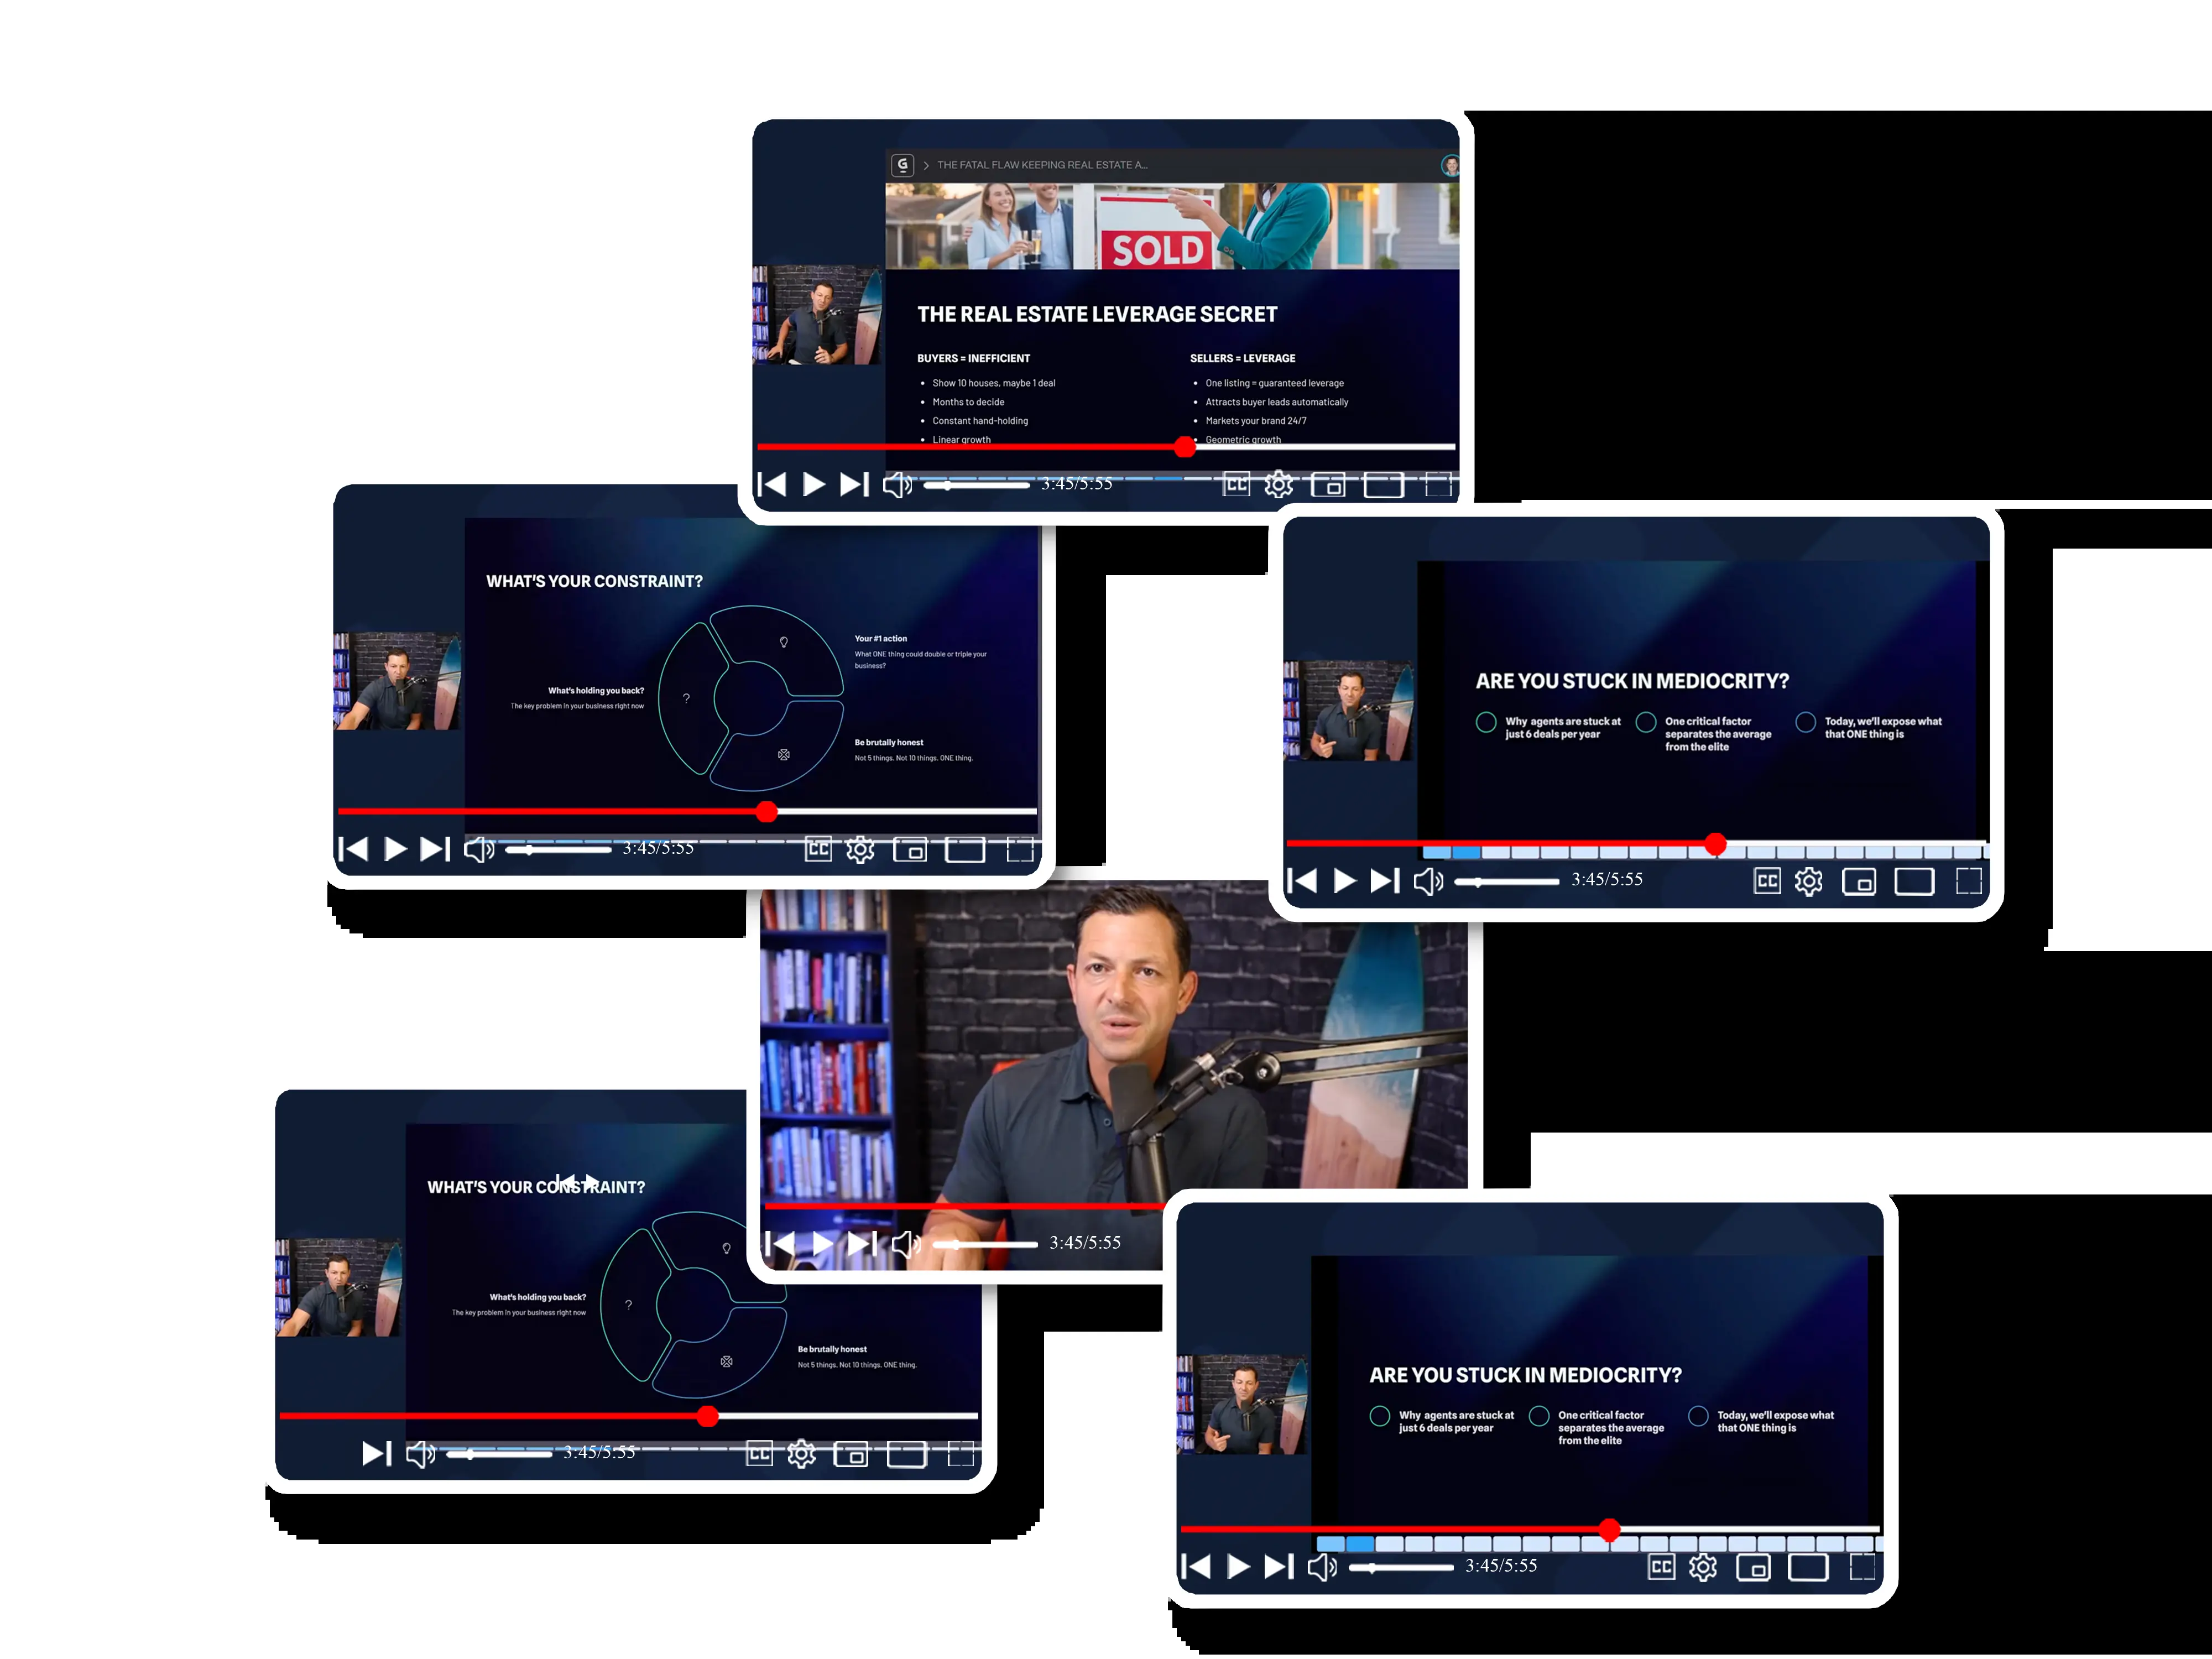 THE FATAL FLAW KEEPING REAL ESTATE A...
SOLD
THE REAL ESTATE LEVERAGE SECRET
BUYERS = INEFFICIENT
• Show 10 houses, maybe 1 deal
• Months to decide
• Constant hand-holding
• Linear growth
SELLERS = LEVERAGE
• One listing = guaranteed leverage
• Attracts buyer leads automatically
• Markets your brand 24/7
• Geometric growth
3:45/5:55
CC
WHAT'S YOUR CONSTRAINT?
Your #1 action
What ONE thing could double or triple your
business?
What's holding you back?
The key problem in your business right now
?
Be brutally honest
Not 5 things. Not 10 things. ONE thing.
3:45/5:55
CC
ARE YOU STUCK IN MEDIOCRITY?
Why agents are stuck at
just 6 deals per year
One critical factor
separates the average
from the elite
Today, we'll expose what
that ONE thing is
3:45/5:55
CC
3:45/5:55
WHAT'S YOUR CONSTRAINT?
What's holding you back?
The key problem in your business right now
?
Be brutally honest
Not 5 things. Not 10 things. ONE thing.
3:45/5:55
CC
ARE YOU STUCK IN MEDIOCRITY?
Why agents are stuck at
just 6 deals per year
One critical factor
separates the average
from the elite
Today, we'll expose what
that ONE thing is
3:45/5:55
CC